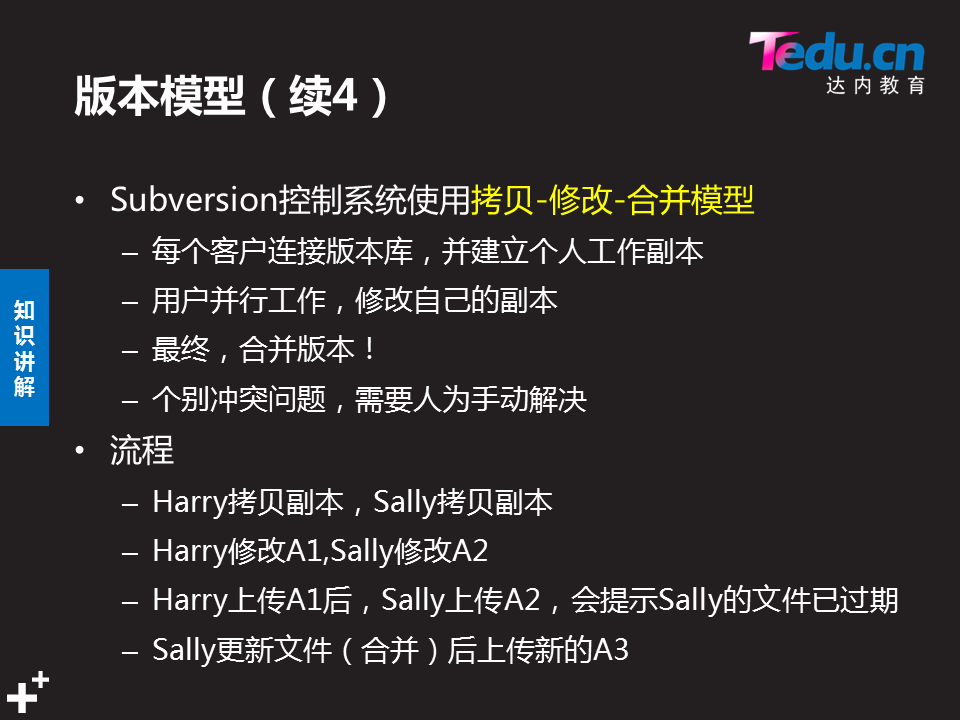 Tedu.cn
达内教育
版本模型（续4）
• Subversion控制系统使用拷贝-修改-合并模型
– 每个客户连接版本库，并建立个人工作副本
– 用户并行工作，修改自己的副本
– 最终，合并版本！
– 个别冲突问题，需要人为手动解决
知识讲解
• 流程
– Harry拷贝副本，Sally拷贝副本
– Harry修改A1,Sally修改A2
– Harry上传A1后，Sally上传A2，会提示Sally的文件已过期
– Sally更新文件（合并）后上传新的A3